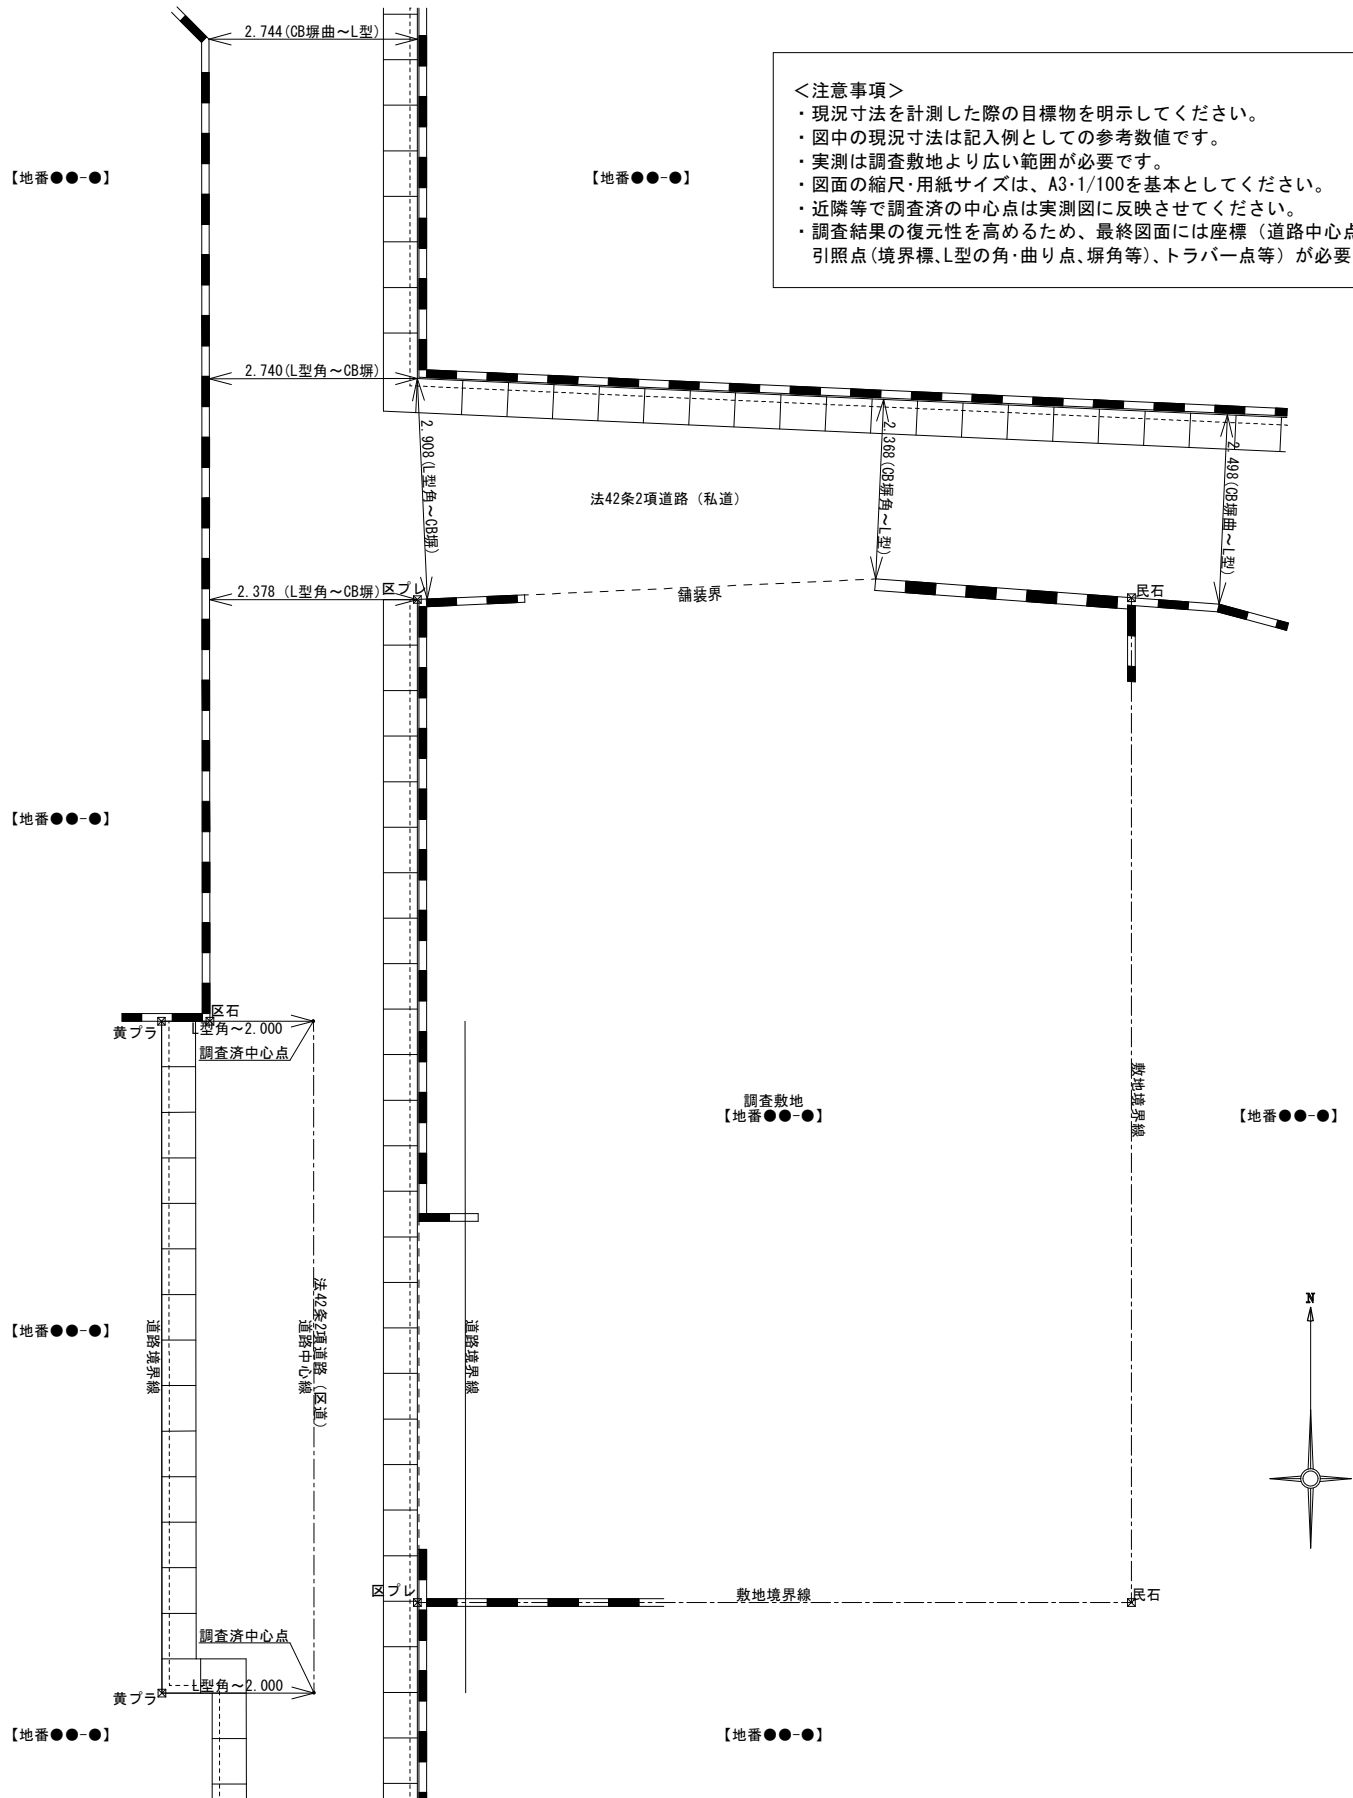 2.744(CB塀曲～L型)
＜注意事項＞
・現況寸法を計測した際の目標物を明示してください。
・図中の現況寸法は記入例としての参考数値です。
・実測は調査敷地より広い範囲が必要です。
・図面の縮尺・用紙サイズは、A3・1/100を基本としてください。
・近隣等で調査済の中心点は実測図に反映させてください。
・調査結果の復元性を高めるため、最終図面には座標（道路中心点
引照点(境界標、L型の角・曲り点、塀角等)、トラバー点等）が必要
【地番●●-●】
【地番●●-●】
2.740(L型角～CB塀)
2.908(L型角～CB塀)
2.368(CB塀角～L型)
2.498(CB塀曲～L型)
法42条2項道路（私道）
2.378 (L型角～CB塀)
区プレ
舗装界
民石
【地番●●-●】
区石
黄プラ
L型角～2.000
調査済中心点
敷地境界線
調査敷地
【地番●●-●】
【地番●●-●】
法42条2項道路（区道）
道路中心線
道路境界線
道路境界線
【地番●●-●】
N
区プレ
敷地境界線
民石
調査済中心点
L型角～2.000
黄プラ
【地番●●-●】
【地番●●-●】